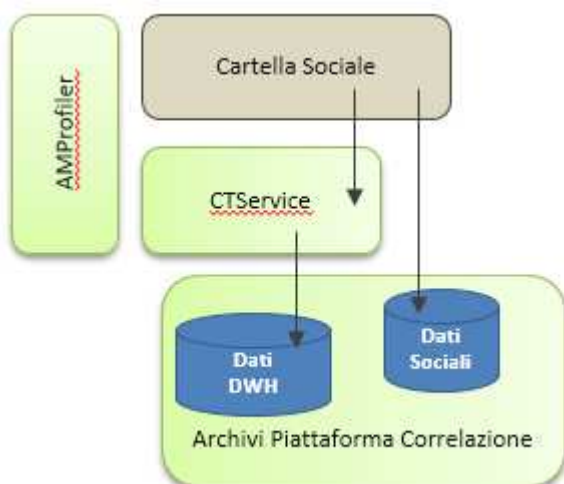 AMProfiler
Cartella Sociale
CTService
Dati
DWH
Dati
Sociali
Archivi Piattaforma Correlazione